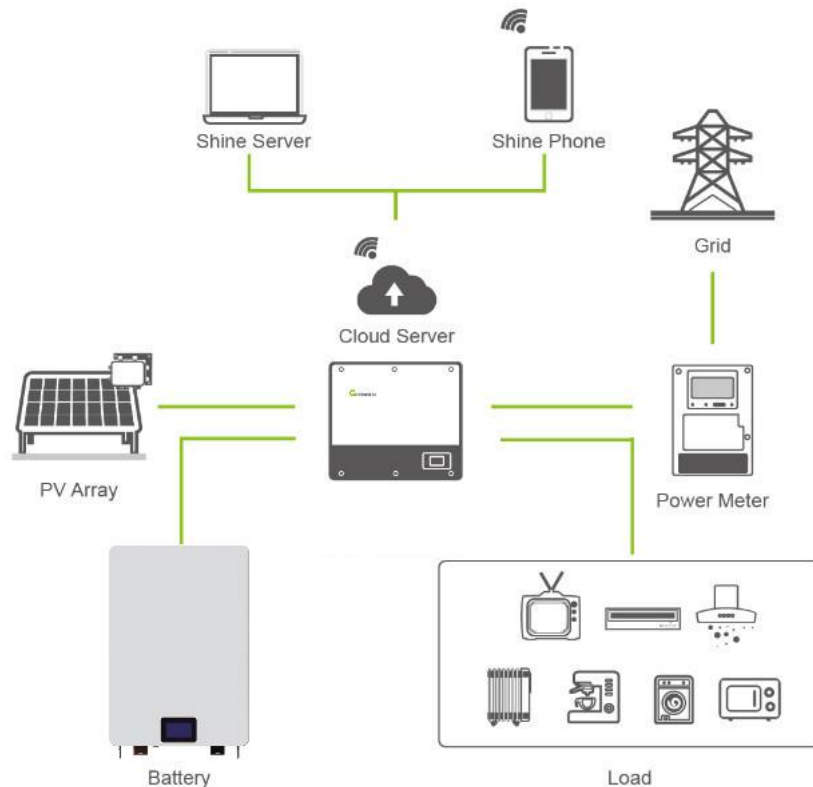 Shine Server
Shine Phone
Grid
Cloud Server
PV Array
Power Meter
Battery
Load